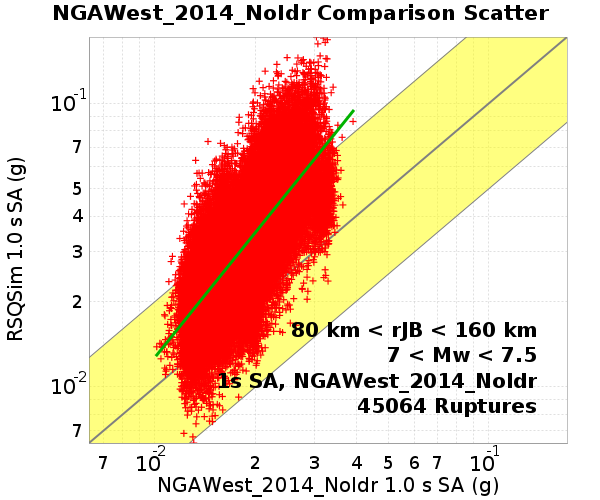 NGAWest_2014_NoIdr Comparison Scatter
RSQSim 1.0 s SA (g)
10-1
7
5
4
3
2
10-2
7
80 km < rJB < 160 km
7 < Mw < 7.5
1s SA, NGAWest_2014_NoIdr
45064 Ruptures
7 10-2 2 3 4 5 6 7 10-1
NGAWest_2014_NoIdr 1.0 s SA (g)